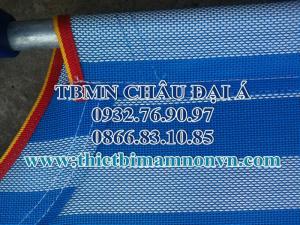 TBMN CHÂU ĐẠI Á
0932.76.90.97
0866.83.10.85
www.thietbimamnonvn.com